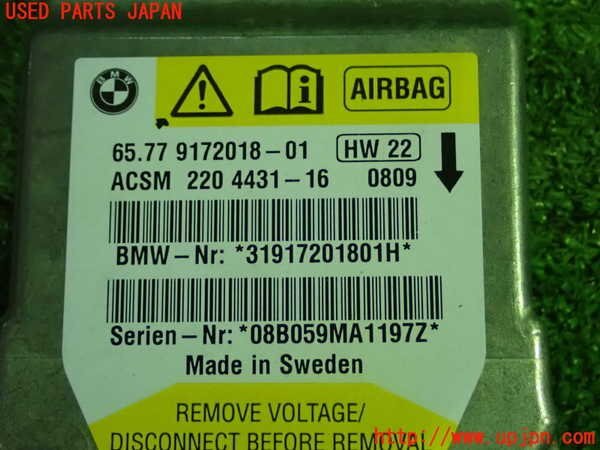 USED PARTS JAPAN
BMW
AIRBAG
65.77 9172018-01 HW 22
ACSM 220 4431-16 0809
BMW-Nr: *31917201801H*
Serien-Nr: *08B059MA1197Z*
Made in Sweden
REMOVE VOLTAGE/
DISCONNECT BEFORE REMOVAL
http://www.upjpn.com/